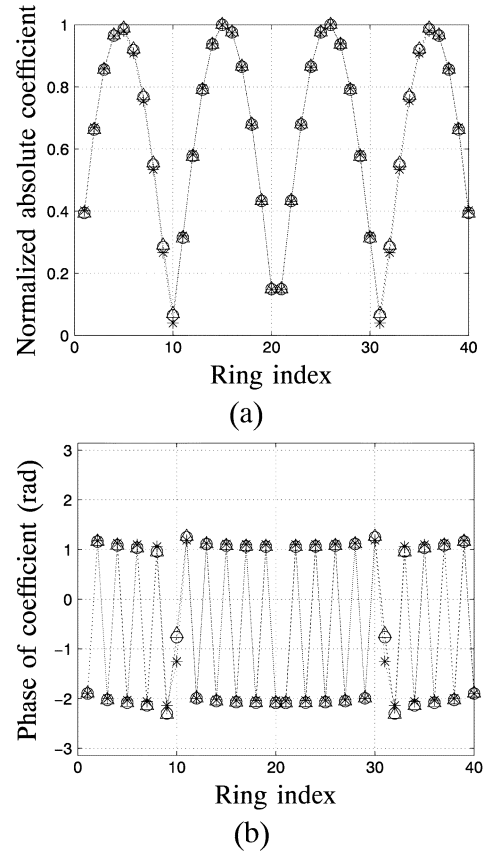 1
0.8
0.6
0.4
0.2
0
0 10 20 30 40
Normalized absolute coefficient
Ring index
(a)
3
2
1
0
−1
−2
−3
0 10 20 30 40
Phase of coefficient (rad)
Ring index
(b)